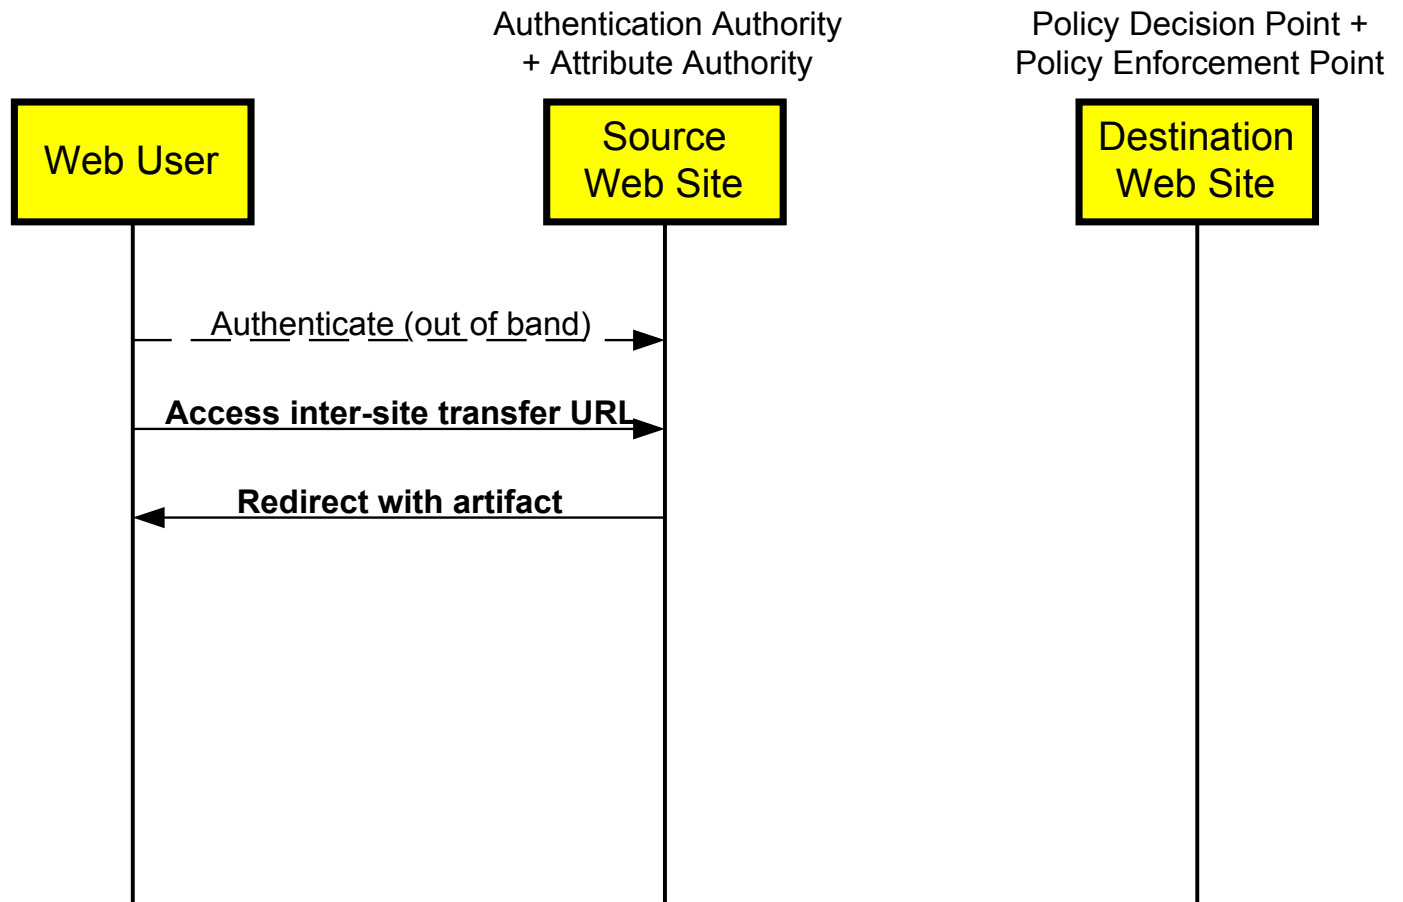 Authentication Authority
+ Attribute Authority
Policy Decision Point +
Policy Enforcement Point
Web User
Source
Web Site
Destination
Web Site
Authenticate (out of band)
Access inter-site transfer URL
Redirect with artifact